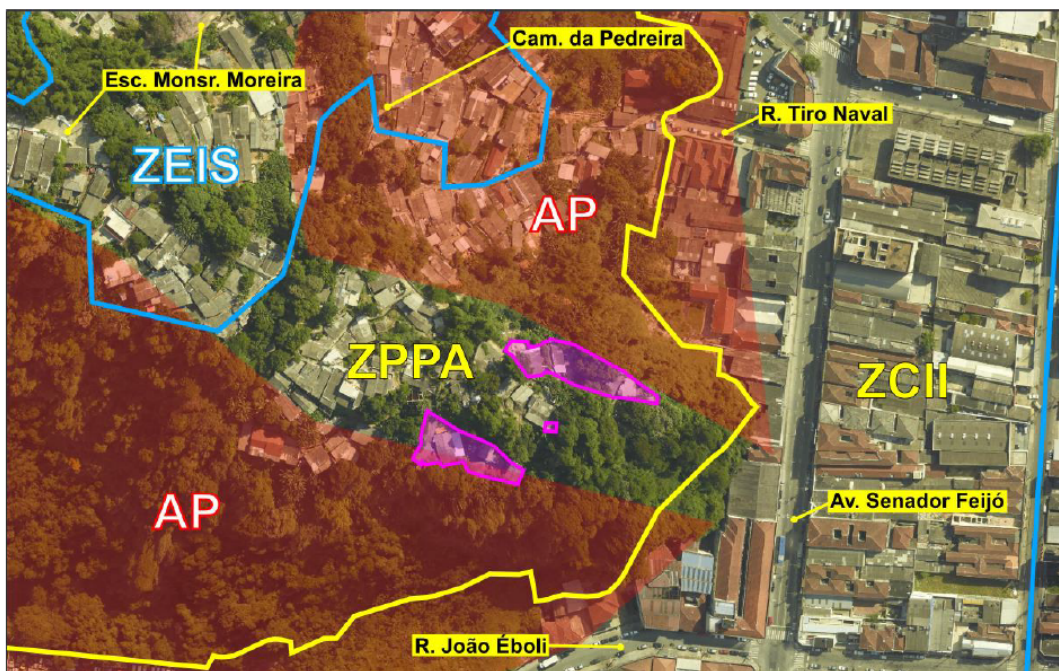 Cam. da Pedreira
Esc. Monsr. Moreira
R. Tiro Naval
ZEIS
AP
ZPPA
ZCII
AP
Av. Senador Feijó
R. João Éboli